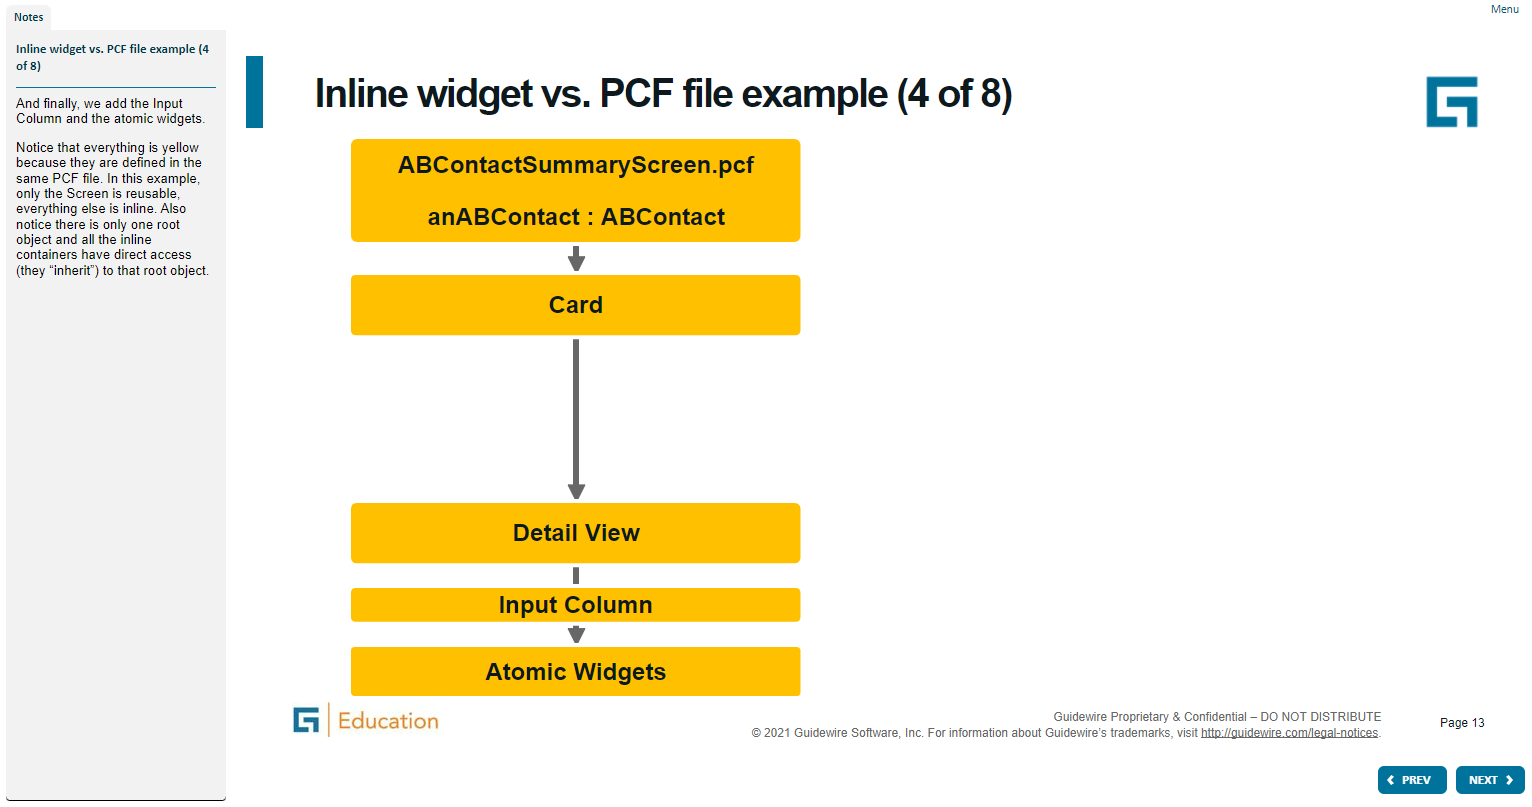 Notes
Menu
Inline widget vs. PCF file example (4
of 8)
And finally, we add the Input
Column and the atomic widgets.
Notice that everything is yellow
because they are defined in the
same PCF file. In this example,
only the Screen is reusable,
everything else is inline. Also
notice there is only one root
object and all the inline
containers have direct access
(they “inherit”) to that root object.
Inline widget vs. PCF file example (4 of 8)
ABContactSummaryScreen.pcf
anABContact : ABContact
Card
Detail View
Input Column
Atomic Widgets
Education
Guidewire Proprietary & Confidential – DO NOT DISTRIBUTE
© 2021 Guidewire Software, Inc. For information about Guidewire’s trademarks, visit http://guidewire.com/legal-notices.
Page 13
PREV
NEXT